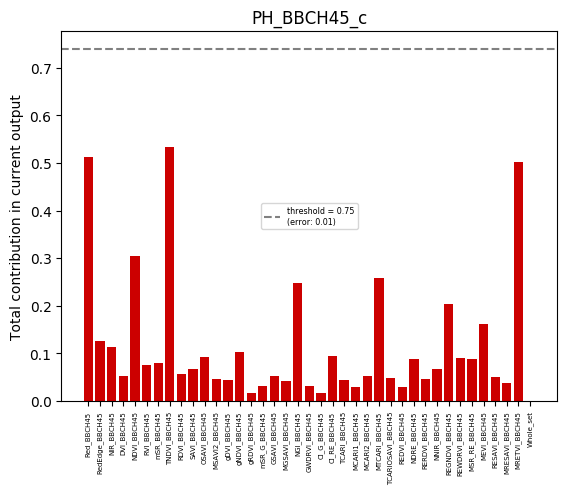 PH_BBCH45_c
Total contribution in current output
0.7
0.6
0.5
0.4
0.3
0.2
0.1
0.0
threshold = 0.75
(error: 0.01)
Red_BBCH45
RedEdge_BBCH45
NIR_BBCH45
DVI_BBCH45
NDVI_BBCH45
RVI_BBCH45
mSR_BBCH45
TNDVI_BBCH45
RDVI_BBCH45
SAVI_BBCH45
OSAVI_BBCH45
MSAVI2_BBCH45
gDVI_BBCH45
gNDVI_BBCH45
gRDVI_BBCH45
mSR_G_BBCH45
GSAVI_BBCH45
MGSAVI_BBCH45
NGI_BBCH45
GWDRVI_BBCH45
CI_G_BBCH45
CI_RE_BBCH45
TCARI_BBCH45
MCARI1_BBCH45
MCARI2_BBCH45
MTCARI_BBCH45
TCARIOSAVI_BBCH45
REDVI_BBCH45
NDRE_BBCH45
RERDVI_BBCH45
NNIR_BBCH45
REGNDVI_BBCH45
REWDRVI_BBCH45
MSR_RE_BBCH45
MEVI_BBCH45
RESAVI_BBCH45
MRESAVI_BBCH45
MRETVI_BBCH45
Whole_set